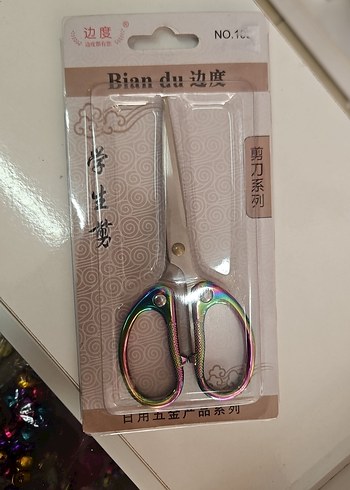 边度
®
NO.10
Bian du 边度
剪刀系列
学生剪
日用五金产品系列